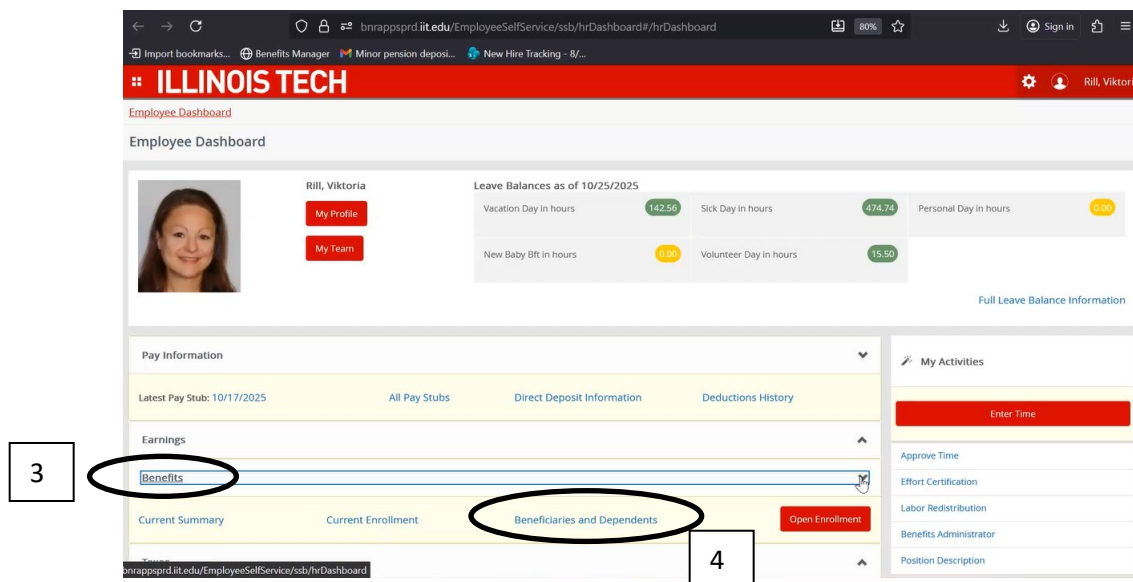 bnrappsprd.iit.edu/EmployeeSelfService/ssb/hrDashboard#/hrDashboard 80% Sign in
Import bookmarks... Benefits Manager Minor pension deposi... New Hire Tracking - 8/...
ILLINOIS TECH Rill, Viktori
Employee Dashboard
Employee Dashboard
Rill, Viktoria
My Profile
My Team
Leave Balances as of 10/25/2025
Vacation Day in hours 142.56 Sick Day in hours 474.74 Personal Day in hours 0.00
New Baby Bft in hours 0.00 Volunteer Day in hours 15.50
Full Leave Balance Information
Pay Information
Latest Pay Stub: 10/17/2025 All Pay Stubs Direct Deposit Information Deductions History
Earnings
3
Benefits
Current Summary Current Enrollment Beneficiaries and Dependents Open Enrollment
4
bnrappsprd.iit.edu/EmployeeSelfService/ssb/hrDashboard
My Activities
Enter Time
Approve Time
Effort Certification
Labor Redistribution
Benefits Administrator
Position Description